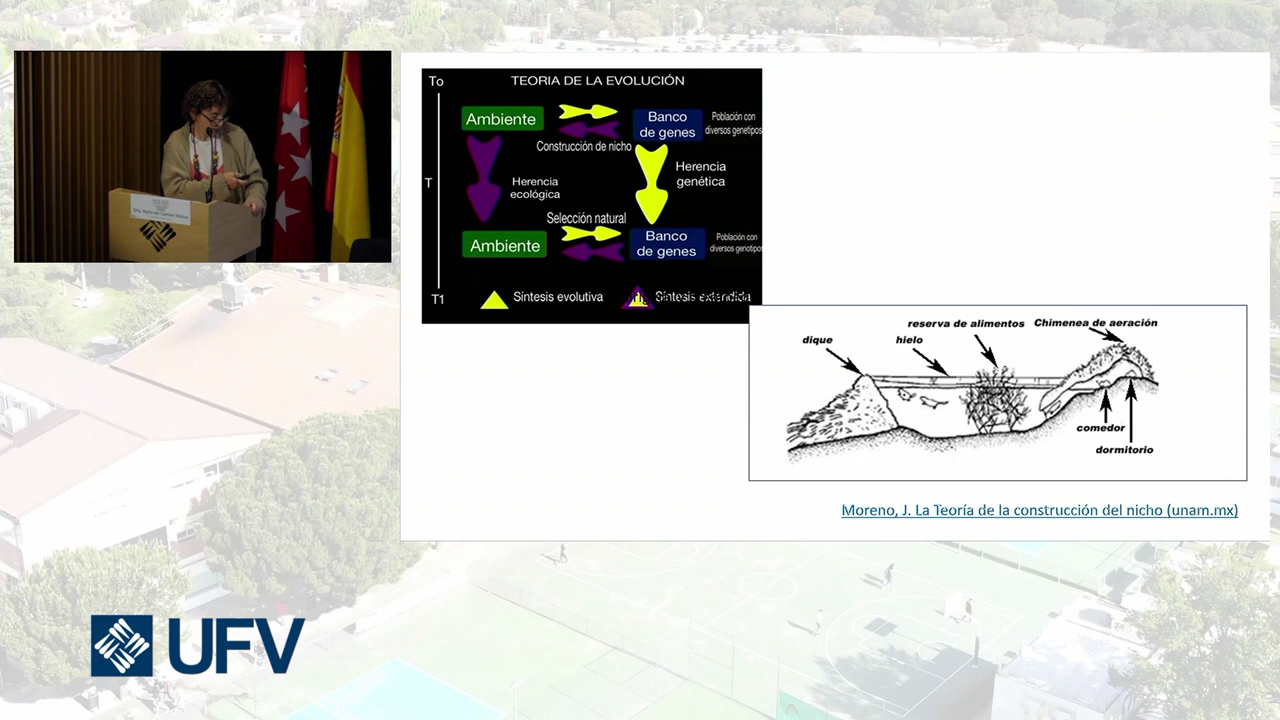 To
TEORIA DE LA EVOLUCIÓN
Ambiente
Banco
de genes
Población con
diversos genetipos
Construcción de nicho
T
Herencia
ecológica
Herencia
genética
Selección natural
Ambiente
Banco
de genes
Población con
diversos genotipos
T1
Síntesis evolutiva
Síntesis extendida
reserva de alimentos
Chimenea de aeración
dique
hielo
comedor
dormitorio
Moreno, J. La Teoría de la construcción del nicho (unam.mx)
UFV